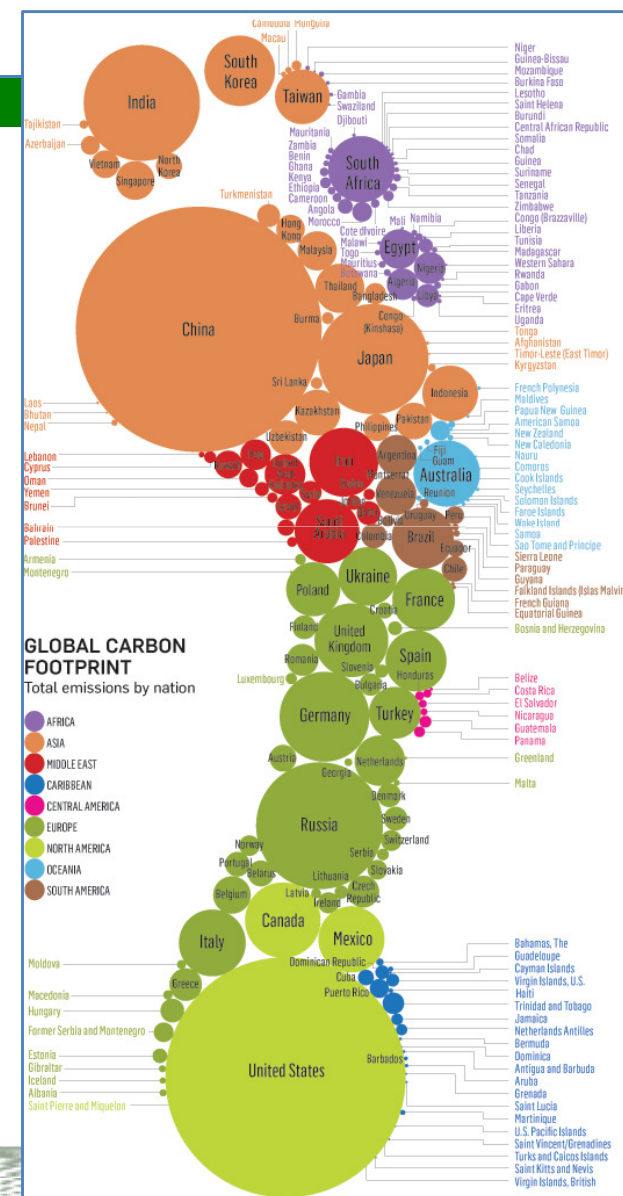 Macau
South
Korea
Taiwan
India
Tajikistan
Azerbaijan
Vietnam
North
Korea
Singapore
Niger
Guinea-Bissau
Mozambique
Burkina Faso
Gambia
Swaziland
Djibouti
Lesotho
Saint Helena
Burundi
Central African Republic
Somalia
Chad
Guinea
Suriname
Senegal
Tanzania
Zimbabwe
Mauritania
Zambia
Benin
Ghana
Kenya
Ethiopia
Cameroon
Angola
Morocco
South
Africa
Turkmenistan
Hong
Kong
Malaysia
Thailand
Bangladesh
Burma
China
Japan
Sri Lanka
Kazakhstan
Uzbekistan
Philippines
Pakistan
Indonesia
Cote dIvoire
Malawi
Togo
Mauritius
Botswana
Mali
Namibia
Egypt
Nigeria
Algeria
Libya
Congo
(Kinshasa)
Congo (Brazzaville)
Liberia
Tunisia
Madagascar
Western Sahara
Rwanda
Gabon
Cape Verde
Eritrea
Uganda
Tonga
Afghanistan
Timor-Leste (East Timor)
Kyrgyzstan
Laos
Bhutan
Nepal
French Polynesia
Maldives
Papua New Guinea
American Samoa
New Zealand
New Caledonia
Nauru
Comoros
Cook Islands
Seychelles
Solomon Islands
Faroe Islands
Wake Island
Samoa
Sao Tome and Principe
Fiji
Guam
Australia
Reunion
Lebanon
Cyprus
Oman
Yemen
Brunei
Bahrain
Palestine
Saudi
Arabia
Argentina
Montserrat
Venezuela
Bolivia
Colombia
Uruguay
Peru
Brazil
Ecuador
Chile
Sierra Leone
Paraguay
Guyana
Falkland Islands (Islas Malvin
French Guiana
Equatorial Guinea
Armenia
Montenegro
Poland
Ukraine
France
Croatia
Bosnia and Herzegovina
Finland
United
Kingdom
Spain
Romania
Slovenia
Bulgaria
Honduras
Luxembourg
Germany
Turkey
Belize
Costa Rica
El Salvador
Nicaragua
Guatemala
Panama
Greenland
Malta
GLOBAL CARBON
FOOTPRINT
Total emissions by nation
AFRICA
ASIA
MIDDLE EAST
CARIBBEAN
CENTRAL AMERICA
EUROPE
NORTH AMERICA
OCEANIA
SOUTH AMERICA
Austria
Georgia
Netherlands
Denmark
Sweden
Switzerland
Russia
Norway
Portugal
Belarus
Belgium
Serbia
Slovakia
Lithuania
Latvia
Ireland
Czech
Republic
Canada
Mexico
Italy
Moldova
Greece
Macedonia
Hungary
Former Serbia and Montenegro
Estonia
Gibraltar
Iceland
Albania
Saint Pierre and Miquelon
United States
Dominican Republic
Cuba
Puerto Rico
Barbados
Bahamas, The
Guadeloupe
Cayman Islands
Virgin Islands, U.S.
Haiti
Trinidad and Tobago
Jamaica
Netherlands Antilles
Bermuda
Dominica
Antigua and Barbuda
Aruba
Grenada
Saint Lucia
Martinique
U.S. Pacific Islands
Saint Vincent/Grenadines
Turks and Caicos Islands
Saint Kitts and Nevis
Virgin Islands, British